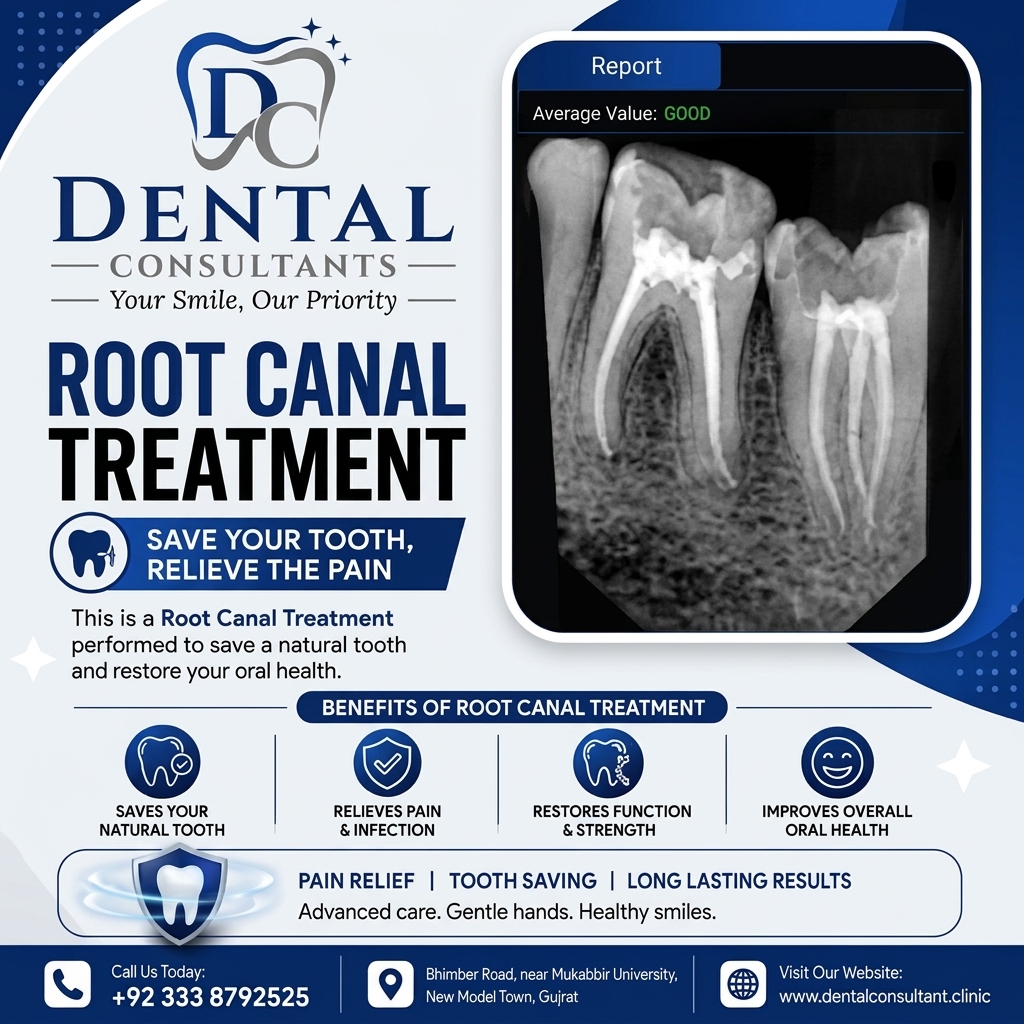 DC
DENTAL
CONSULTANTS
Your Smile, Our Priority
ROOT CANAL
TREATMENT
SAVE YOUR TOOTH,
RELIEVE THE PAIN
This is a Root Canal Treatment
performed to save a natural tooth
and restore your oral health.
Report
Average Value: GOOD
BENEFITS OF ROOT CANAL TREATMENT
SAVES YOUR
NATURAL TOOTH
RELIEVES PAIN
& INFECTION
RESTORES FUNCTION
& STRENGTH
IMPROVES OVERALL
ORAL HEALTH
PAIN RELIEF | TOOTH SAVING | LONG LASTING RESULTS
Advanced care. Gentle hands. Healthy smiles.
Call Us Today:
+92 333 8792525
Bhimber Road, near Mukabbir University,
New Model Town, Gujrat
Visit Our Website:
www.dentalconsultant.clinic